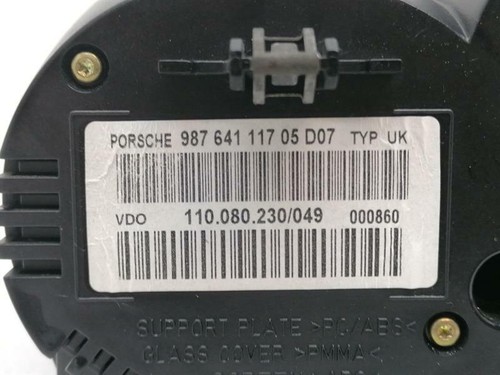 PORSCHE 987 641 117 05 D07 TYP UK
VDO 110.080.230/049 000860
SUPPORT PLATE >PC/ABS<
GLASS COVER >PMMA<